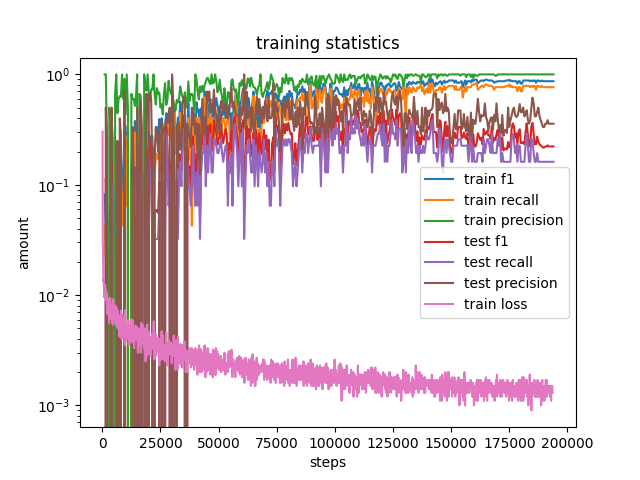 training statistics
amount
10⁰
10⁻¹
10⁻²
10⁻³
train f1
train recall
train precision
test f1
test recall
test precision
train loss
0 25000 50000 75000 100000 125000 150000 175000 200000
steps